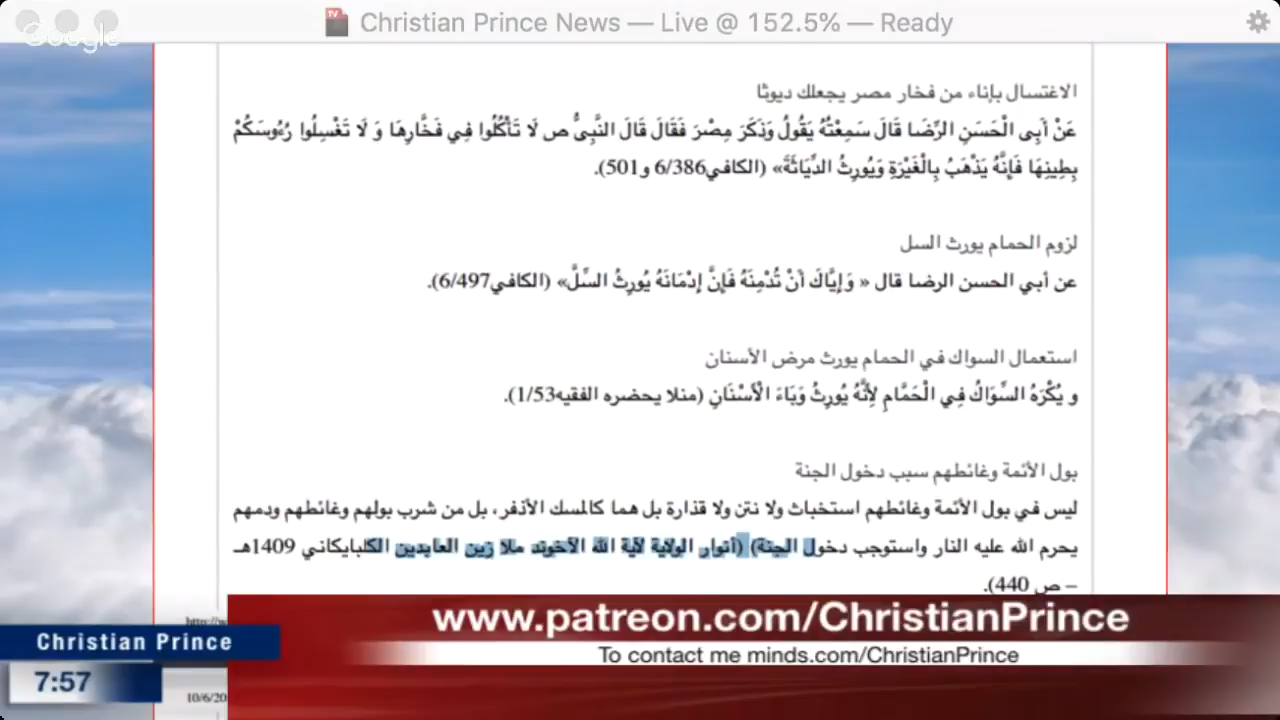 Christian Prince News — Live @ 152.5% — Ready
Google
الاغتسال بإناء من فخار مصر يجعلك ديوثا
عَنْ أَبِى الْحَسَنِ الرِّضَا قَالَ سَمِعْتُهُ يَقُولُ وَذَكَرَ مِصْرَ فَقَالَ قَالَ النَّبِىُّ ص لَا تَأْكُلُوا فِي فَخَّارِهَا وَ لَا تَغْسِلُوا رُءُوسَكُمْ
بِطِينِهَا فَإِنَّهُ يَذْهَبُ بِالْغَيْرَةِ وَيُورِثُ الدِّيَاثَةَ» (الكافي6/386 و501).
لزوم الحمام يورث السل
عن أبي الحسن الرضا قال « وَإِيَّاكَ أَنْ تُدْمِنَهُ فَإِنَّ إِدْمَانَهُ يُورِثُ السِّلَّ» (الكافي6/497).
استعمال السواك في الحمام يورث مرض الأسنان
و يُكْرَهُ السِّوَاكُ فِي الْحَمَّامِ لِأَنَّهُ يُورِثُ وَبَاءَ الْأَسْنَانِ (منلا يحضره الفقيه1/53).
بول الأئمة وغائطهم سبب دخول الجنة
ليس في بول الأئمة وغائطهم استخباث ولا نتن ولا قذارة بل هما كالمسك الأذفر، بل من شرب بولهم وغائطهم ودمهم
يحرم الله عليه النار واستوجب دخول الجنة) (أنوار الولاية لآية الله الآخوند ملا زين العابدين الكلبايكاني 1409هـ
– ص 440).
www.patreon.com/ChristianPrince
To contact me minds.com/ChristianPrince
Christian Prince
7:57
10/6/20